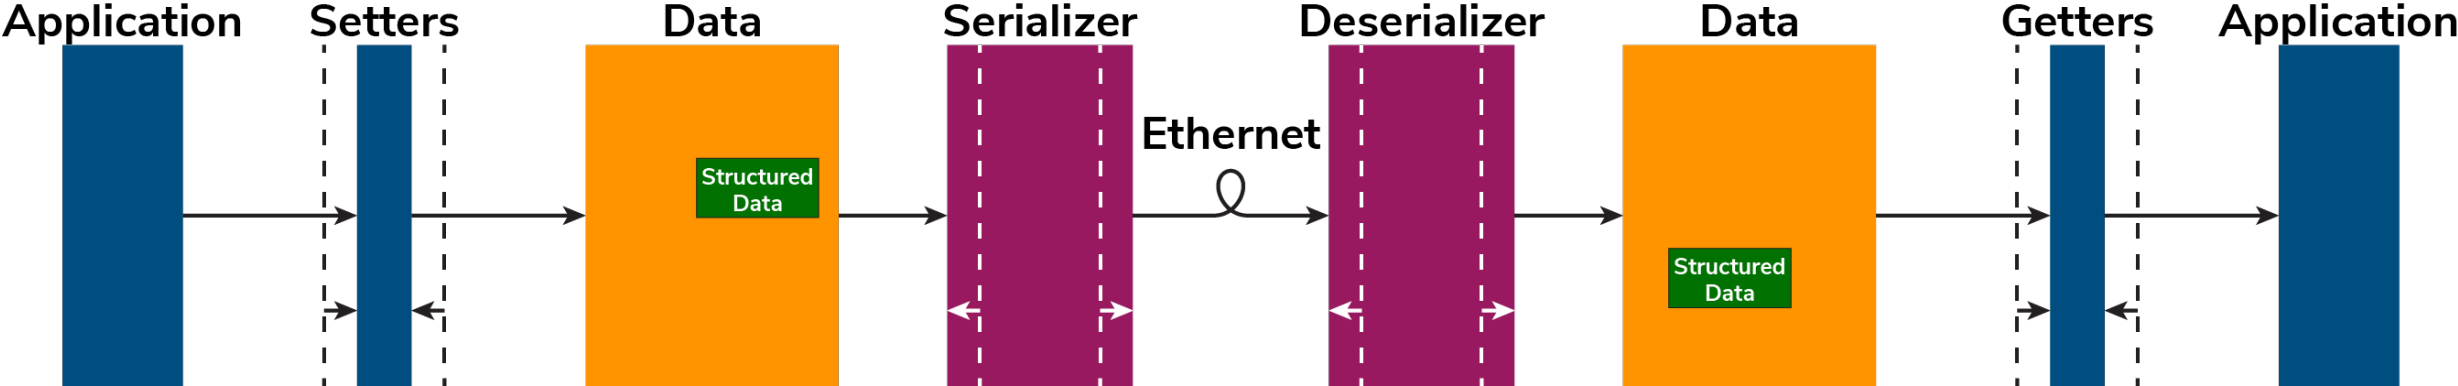 Application
Setters
Data
Serializer
Deserializer
Data
Getters
Application
Ethernet
Structured
Data
Structured
Data